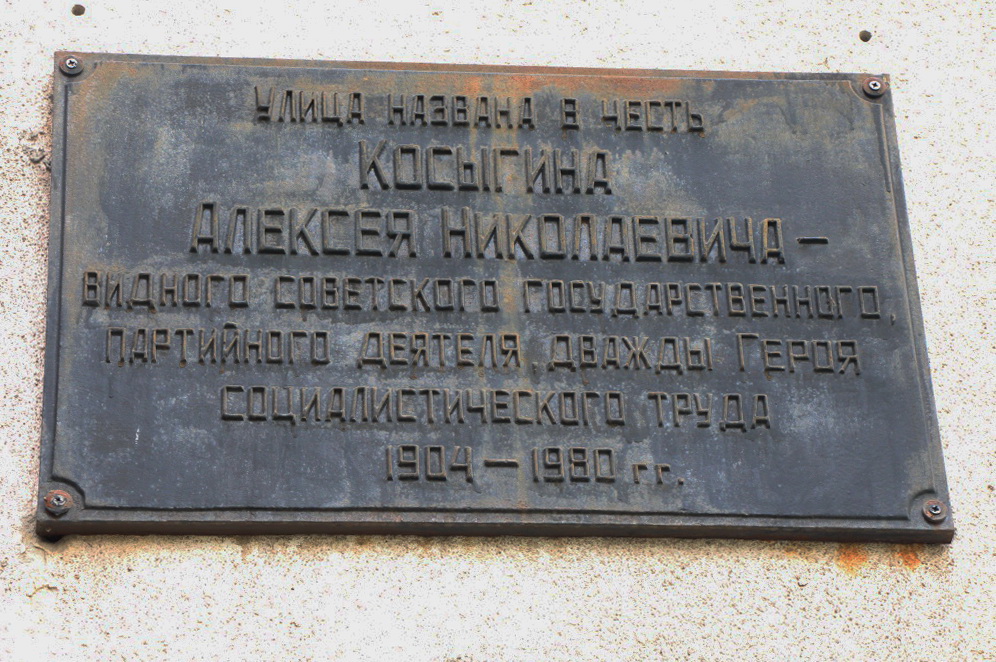 Улица названа в честь
Косыгина
Алексея Николаевича –
видного советского государственного,
партийного деятеля, дважды Героя
социалистического труда
1904 – 1980 гг.